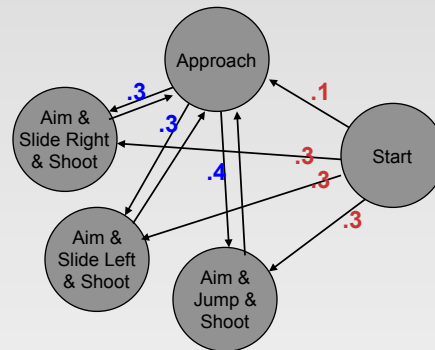 Approach
.3
.1
Aim &
Slide Right
& Shoot
.3
.3
Start
.4
.3
.3
Aim &
Slide Left
& Shoot
Aim &
Jump &
Shoot